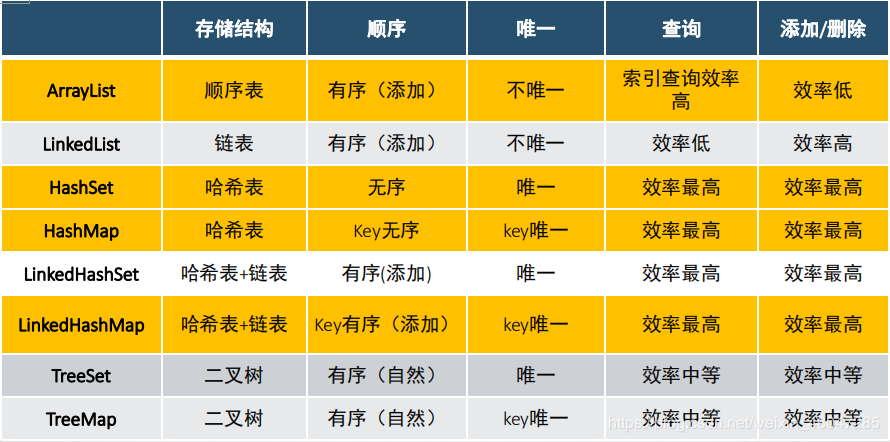 存储结构 顺序 唯一 查询 添加/删除
ArrayList 顺序表 有序（添加） 不唯一 索引查询效率
高 效率低
LinkedList 链表 有序（添加） 不唯一 效率低 效率高
HashSet 哈希表 无序 唯一 效率最高 效率最高
HashMap 哈希表 Key无序 key唯一 效率最高 效率最高
LinkedHashSet 哈希表+链表 有序(添加) 唯一 效率最高 效率最高
LinkedHashMap 哈希表+链表 Key有序（添加） key唯一 效率最高 效率最高
TreeSet 二叉树 有序（自然） 唯一 效率中等 效率中等
TreeMap 二叉树 有序（自然） key唯一 效率中等 效率中等